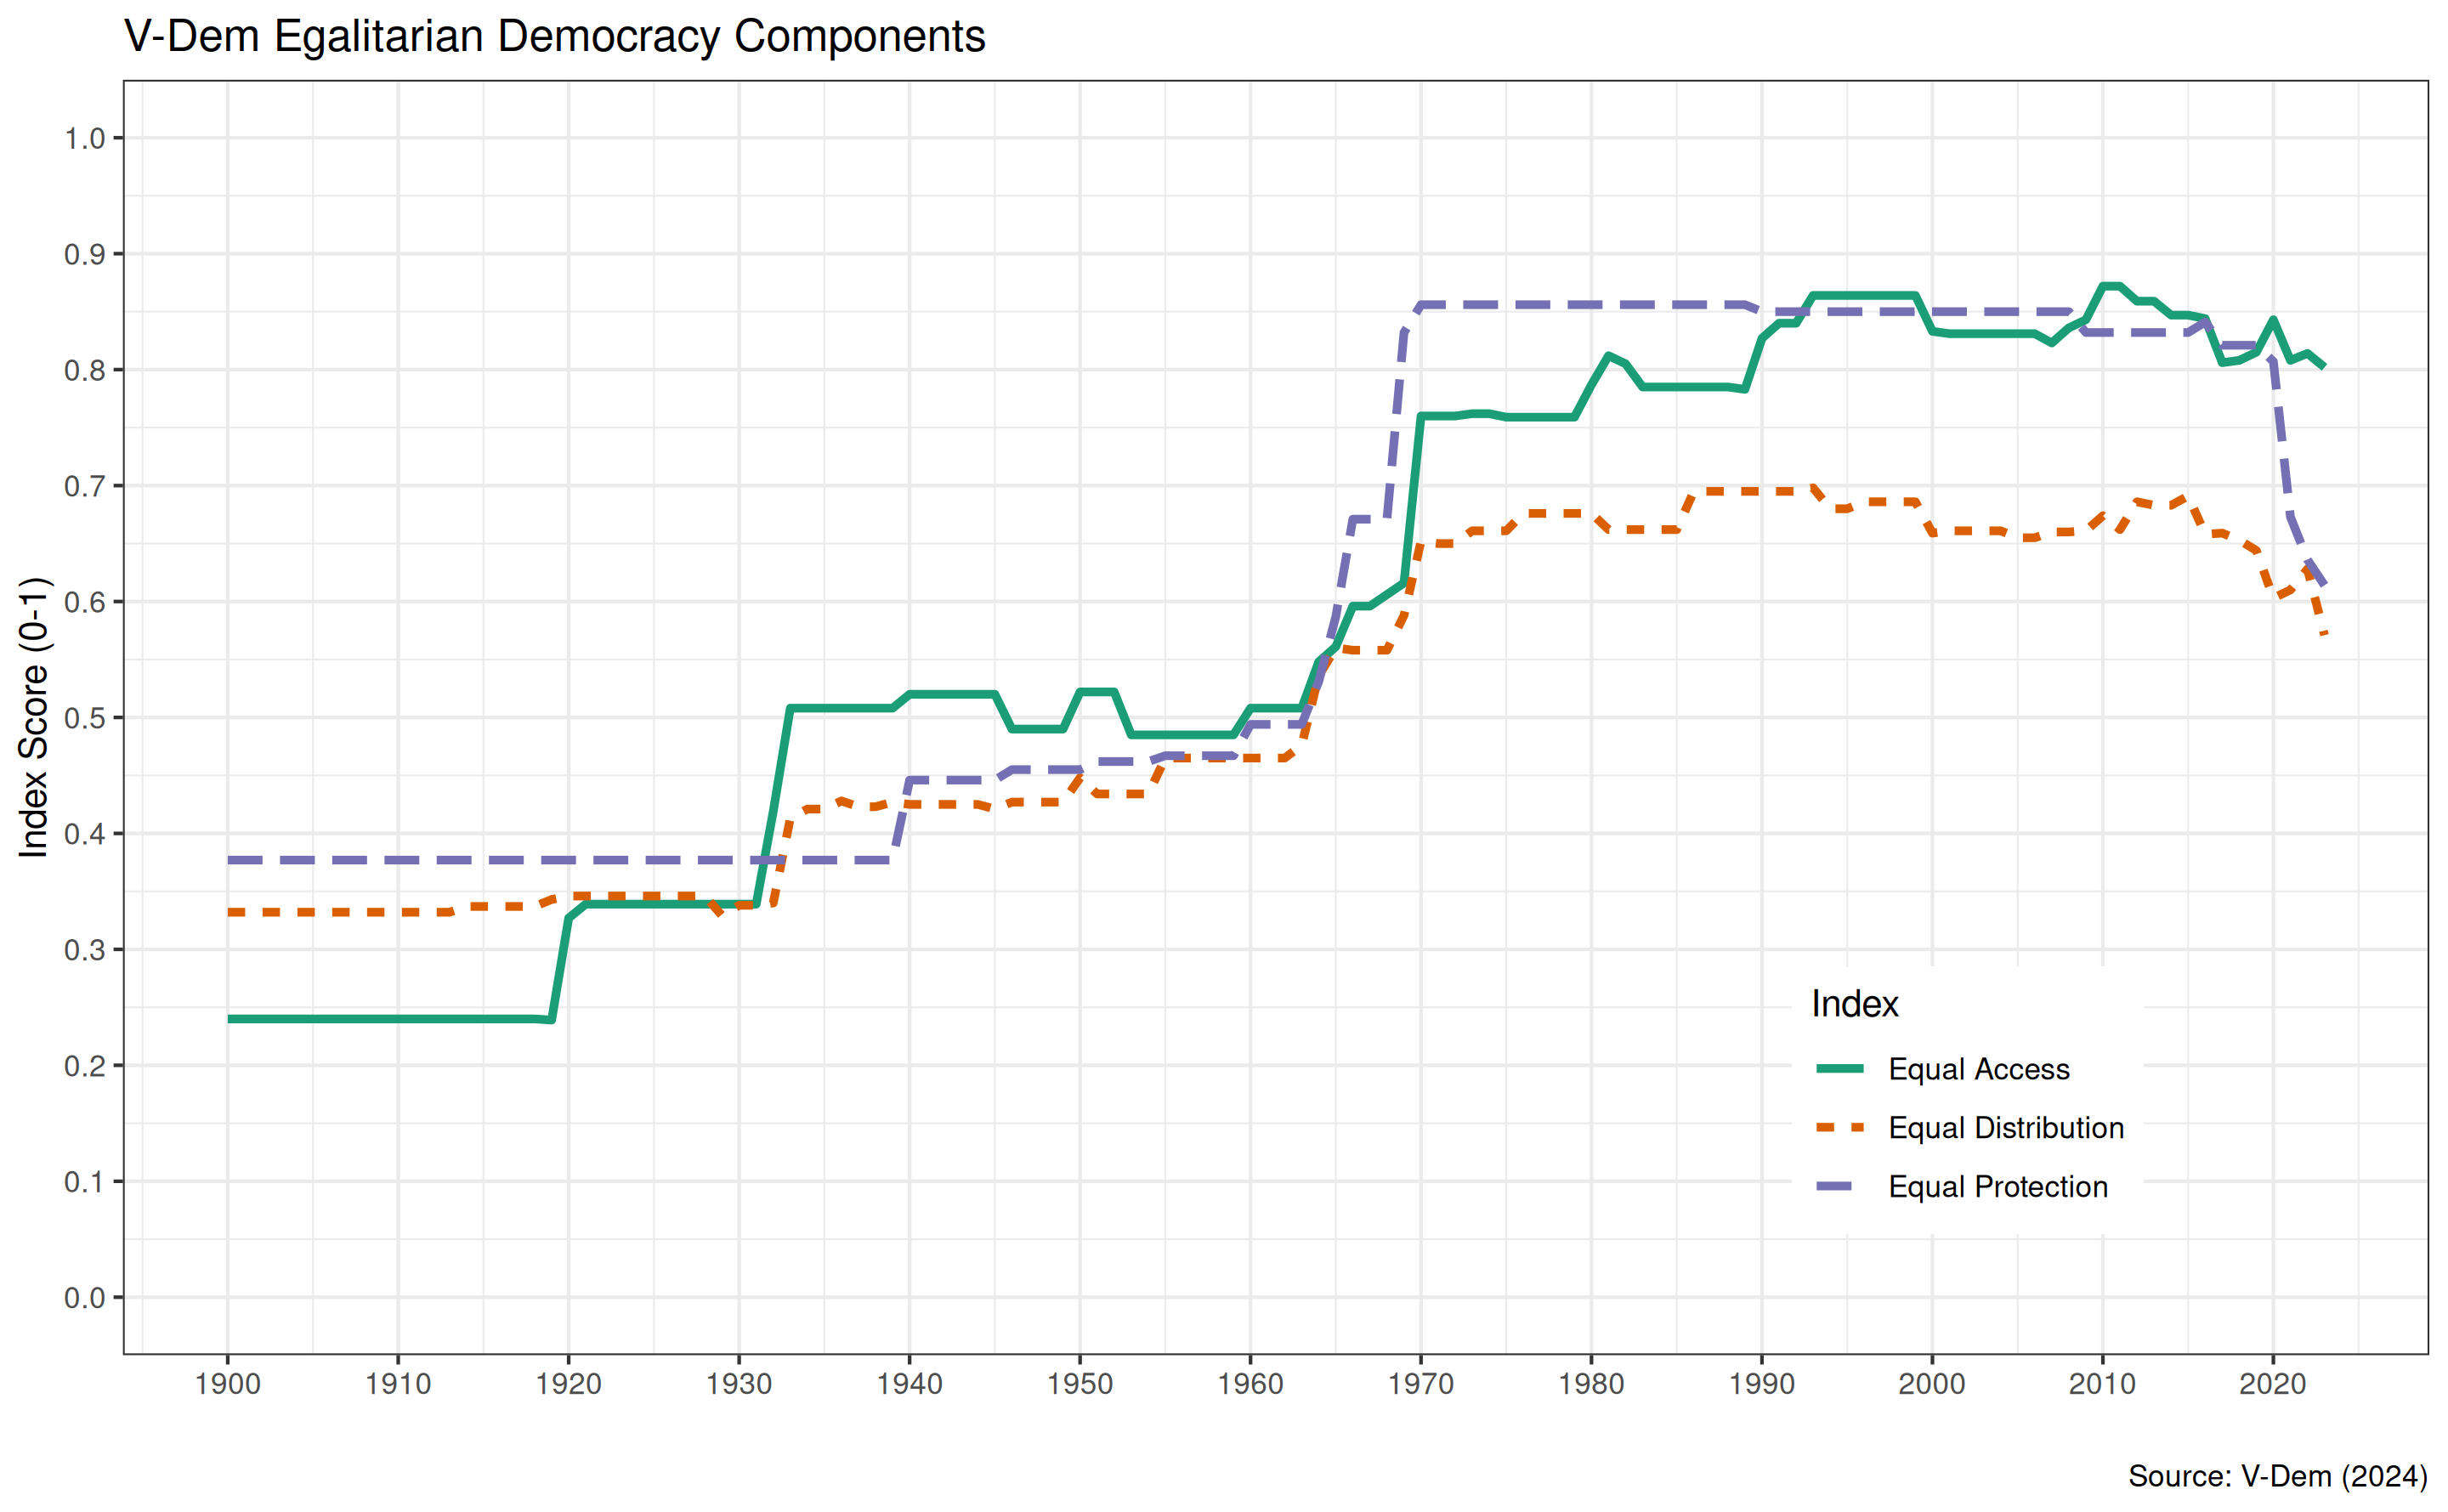 V-Dem Egalitarian Democracy Components
Index Score (0-1)
1.0
0.9
0.8
0.7
0.6
0.5
0.4
0.3
0.2
0.1
0.0
Index
Equal Access
Equal Distribution
Equal Protection
1900 1910 1920 1930 1940 1950 1960 1970 1980 1990 2000 2010 2020
Source: V-Dem (2024)